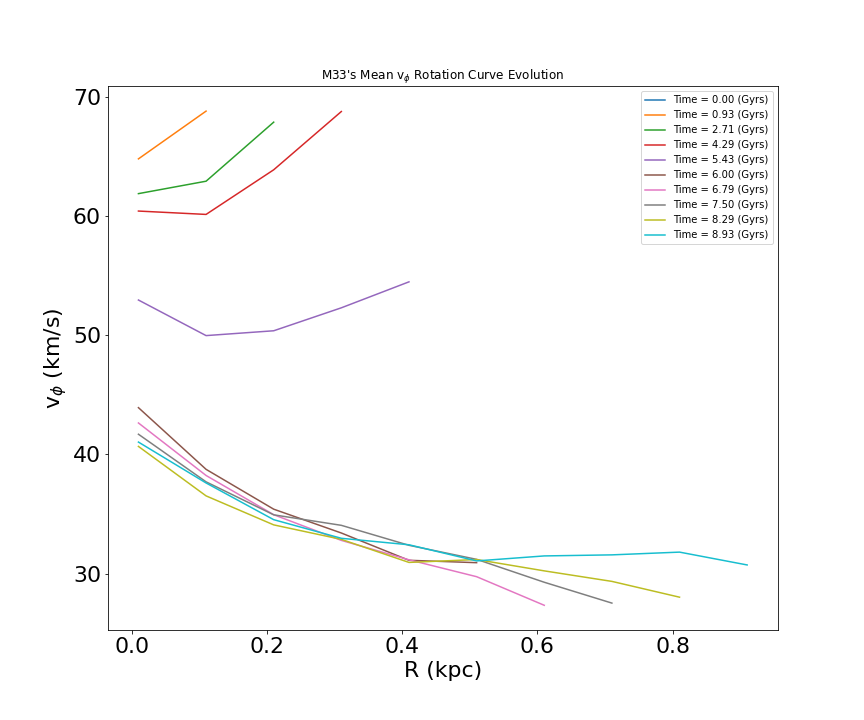 M33's Mean vϕ Rotation Curve Evolution
70
60
50
40
30
vϕ (km/s)
Time = 0.00 (Gyrs)
Time = 0.93 (Gyrs)
Time = 2.71 (Gyrs)
Time = 4.29 (Gyrs)
Time = 5.43 (Gyrs)
Time = 6.00 (Gyrs)
Time = 6.79 (Gyrs)
Time = 7.50 (Gyrs)
Time = 8.29 (Gyrs)
Time = 8.93 (Gyrs)
0.0 0.2 0.4 0.6 0.8
R (kpc)